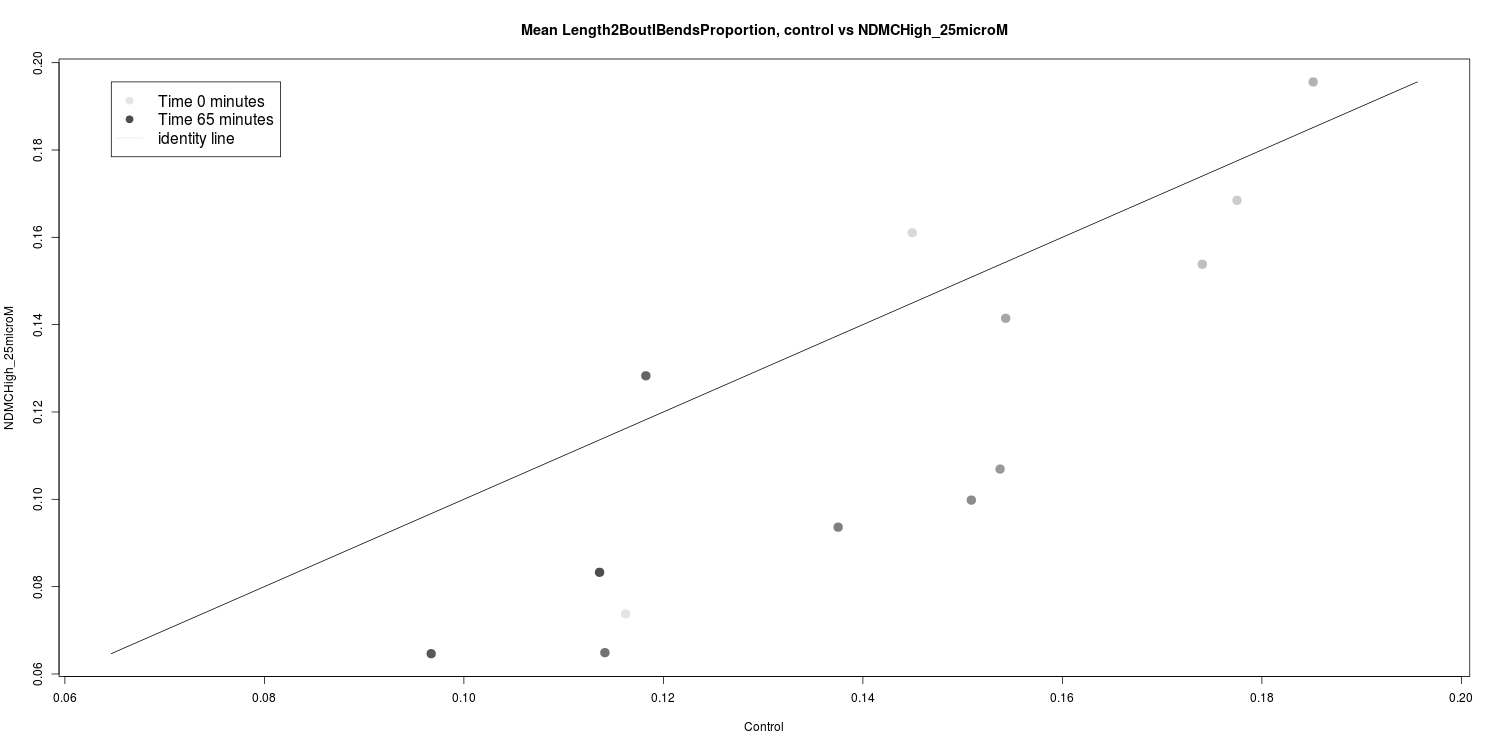 Mean Length2BoutlBendsProportion, control vs NDMCHigh_25microM
Time 0 minutes
Time 65 minutes
identity line
NDMCHigh_25microM
0.20
0.18
0.16
0.14
0.12
0.10
0.08
0.06
0.06 0.08 0.10 0.12 0.14 0.16 0.18 0.20
Control